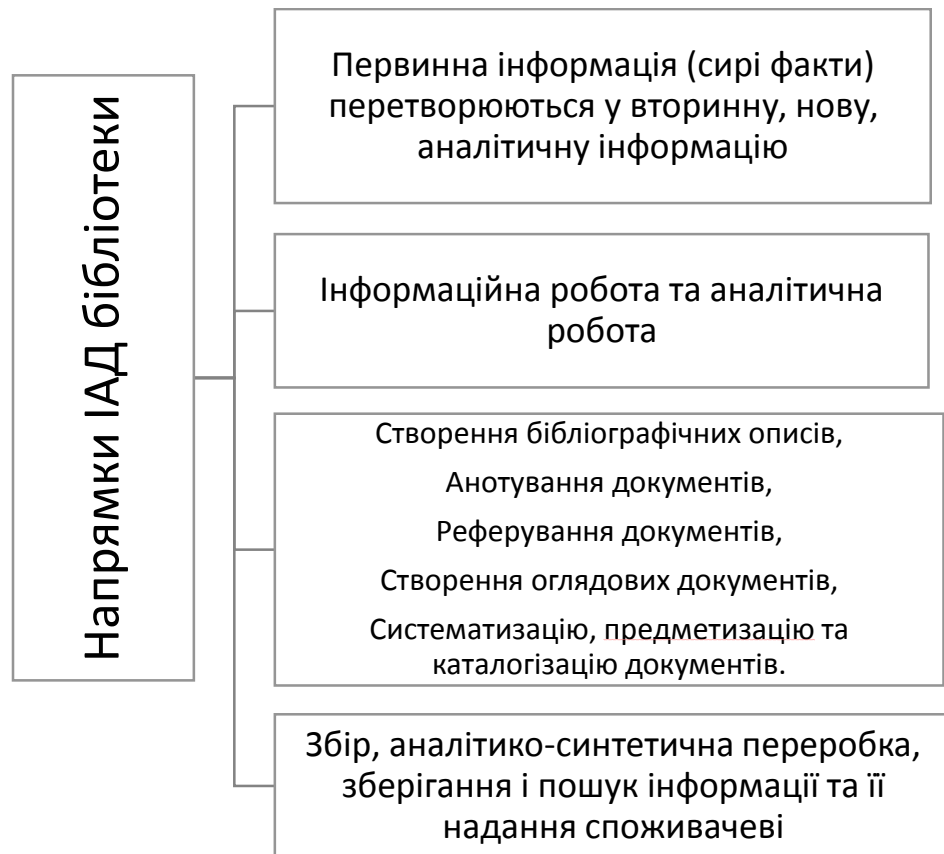 Напрямки ІАД бібліотеки
Первинна інформація (сирі факти)
перетворюються у вторинну, нову,
аналітичну інформацію
Інформаційна робота та аналітична
робота
Створення бібліографічних описів,
Анотування документів,
Реферування документів,
Створення оглядових документів,
Систематизацію, предметизацію та
каталогізацію документів.
Збір, аналітико-синтетична переробка,
зберігання і пошук інформації та її
надання споживачеві